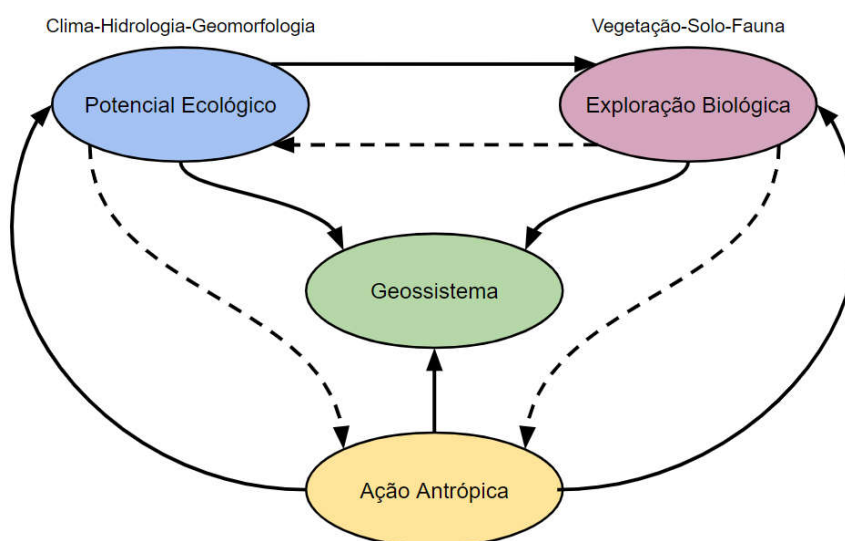 Clima-Hidrologia-Geomorfologia
Vegetação-Solo-Fauna
Potencial Ecológico
Exploração Biológica
Geossistema
Ação Antrópica